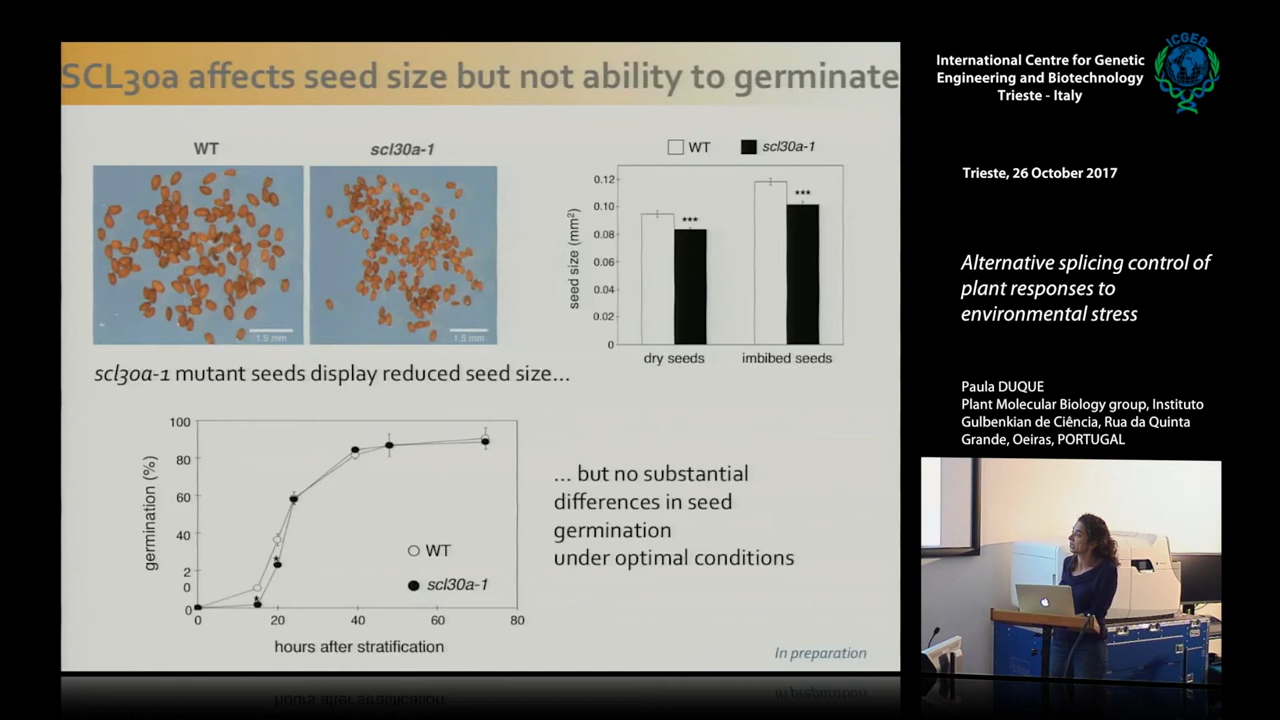 SCL30a affects seed size but not ability to germinate
WT
scl30a-1
1.5 mm
1.5 mm
WT
scl30a-1
seed size (mm²)
0.12
0.10
0.08
0.06
0.04
0.02
0
***
***
dry seeds
imbibed seeds
scl30a-1 mutant seeds display reduced seed size...
germination (%)
100
80
60
40
2
0
0
*
*
WT
scl30a-1
0
20
40
60
80
hours after stratification
... but no substantial
differences in seed
germination
under optimal conditions
In preparation
International Centre for Genetic
Engineering and Biotechnology
Trieste - Italy
ICGEB
Trieste, 26 October 2017
Alternative splicing control of
plant responses to
environmental stress
Paula DUQUE
Plant Molecular Biology group, Instituto
Gulbenkian de Ciência, Rua da Quinta
Grande, Oeiras, PORTUGAL